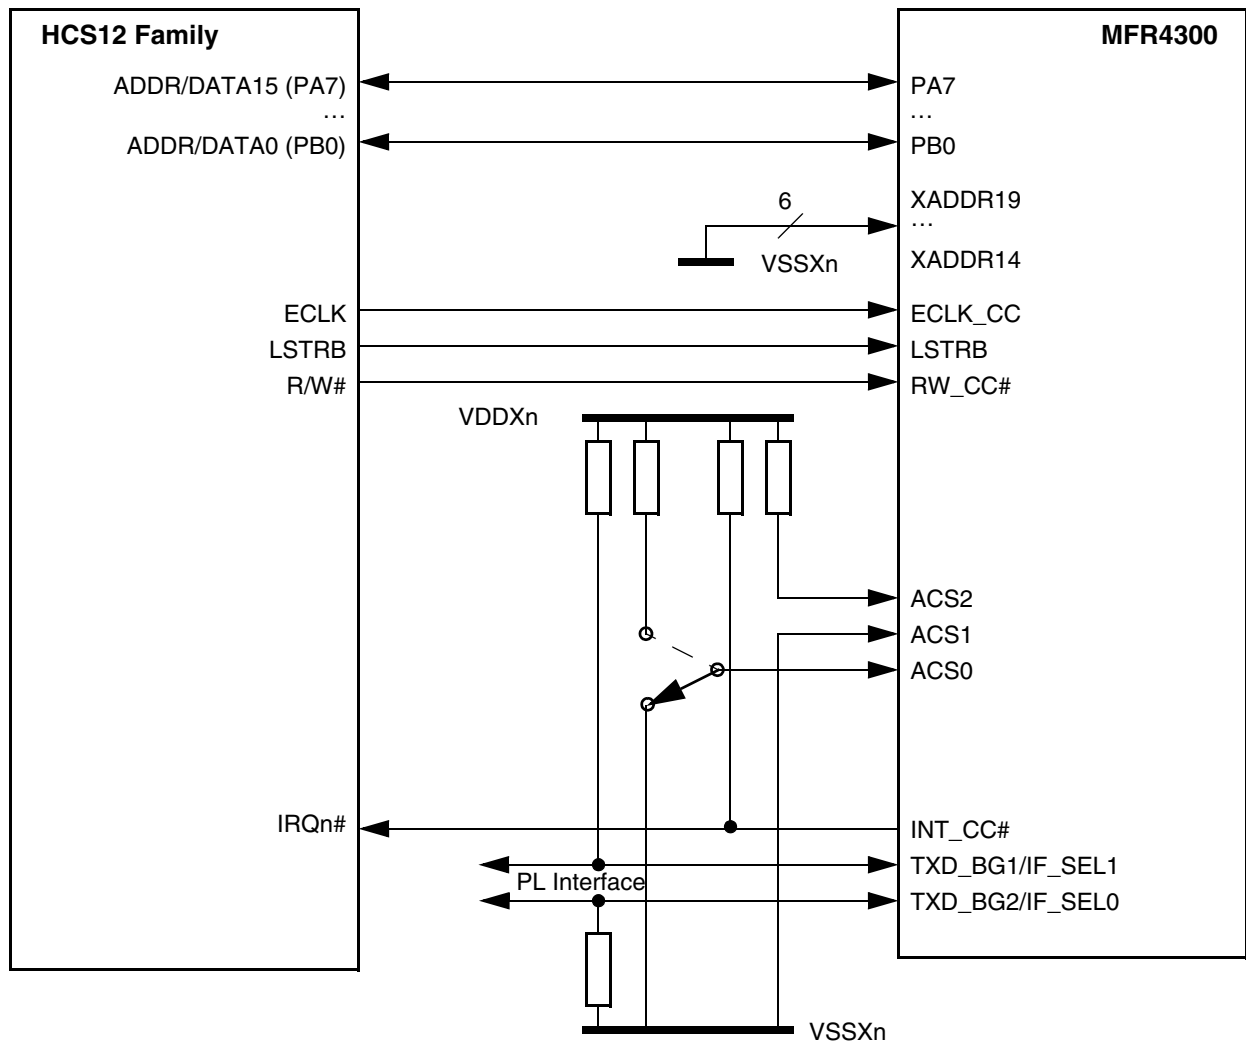 HCS12 Family
MFR4300
ADDR/DATA15 (PA7)
PA7
...
...
ADDR/DATA0 (PB0)
PB0
6
XADDR19
...
VSSXn
XADDR14
ECLK
ECLK_CC
LSTRB
LSTRB
R/W#
RW_CC#
VDDXn
ACS2
ACS1
ACS0
IRQn#
INT_CC#
TXD_BG1/IF_SEL1
PL Interface
TXD_BG2/IF_SEL0
VSSXn